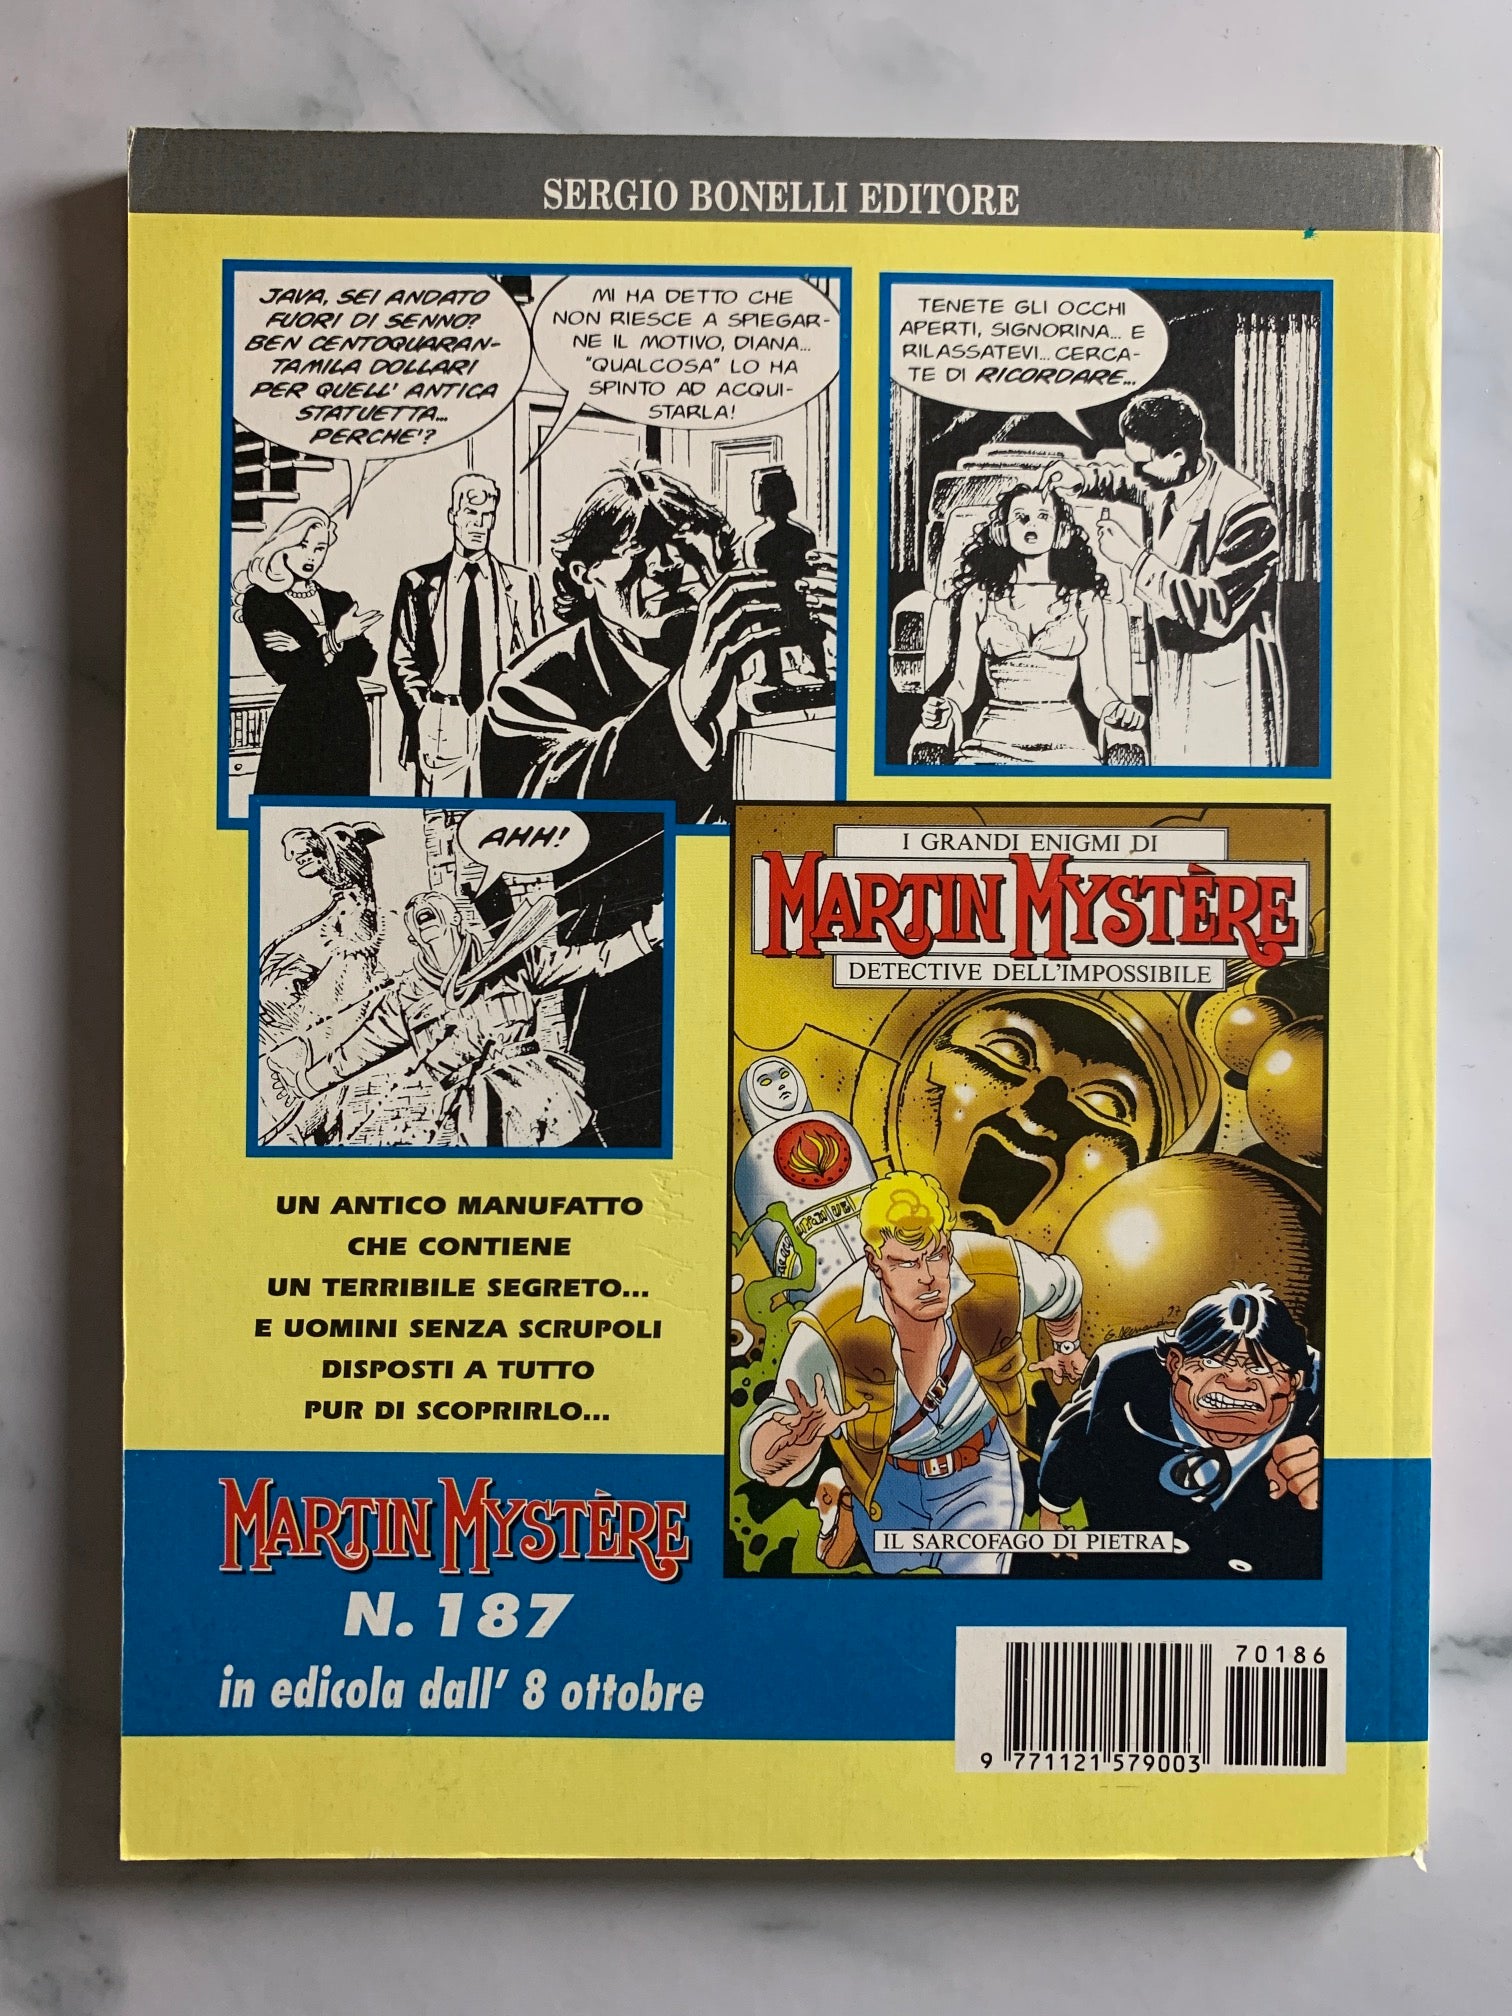 SERGIO BONELLI EDITORE
JAVA, SEI ANDATO
FUORI DI SENNO?
BEN CENTOQUARAN-
TAMILA DOLLARI
PER QUELL' ANTICA
STATUETTA...
PERCHE'?
MI HA DETTO CHE
NON RIESCE A SPIEGAR-
NE IL MOTIVO, DIANA...
"QUALCOSA" LO HA
SPINTO AD ACQUI-
STARLA!
TENETE GLI OCCHI
APERTI, SIGNORINA... E
RILASSATEVI... CERCA-
TE DI RICORDARE...
AHH!
I GRANDI ENIGMI DI
MARTIN MYSTÈRE
DETECTIVE DELL'IMPOSSIBILE
IL SARCOFAGO DI PIETRA
UN ANTICO MANUFATTO
CHE CONTIENE
UN TERRIBILE SEGRETO...
E UOMINI SENZA SCRUPOLI
DISPOSTI A TUTTO
PUR DI SCOPRIRLO...
MARTIN MYSTÈRE
N. 187
in edicola dall' 8 ottobre
70186
9 771121 579003